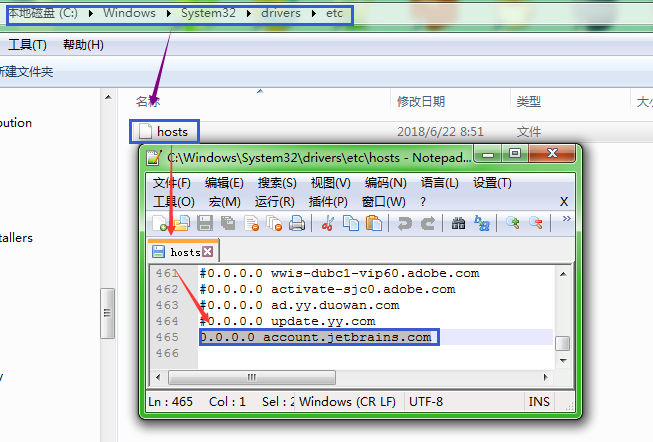 本地磁盘 (C:) Windows System32 drivers etc
工具(T) 帮助(H)
新建文件夹
名称 修改日期 类型 大小
bution
hosts 2018/6/22 8:51 文件
C:\Windows\System32\drivers\etc\hosts - Notepad...
文件(F) 编辑(E) 搜索(S) 视图(V) 编码(N) 语言(L) 设置(T)
工具(O) 宏(M) 运行(R) 插件(P) 窗口(W) ? X
tallers
hosts
461 #0.0.0.0 wwis-dubc1-vip60.adobe.com
462 #0.0.0.0 activate-sjc0.adobe.com
463 #0.0.0.0 ad.yy.duowan.com
464 #0.0.0.0 update.yy.com
465 0.0.0.0 account.jetbrains.com
466
y
Ln : 465 Col : 1 Sel : 2 Windows (CR LF) UTF-8 INS